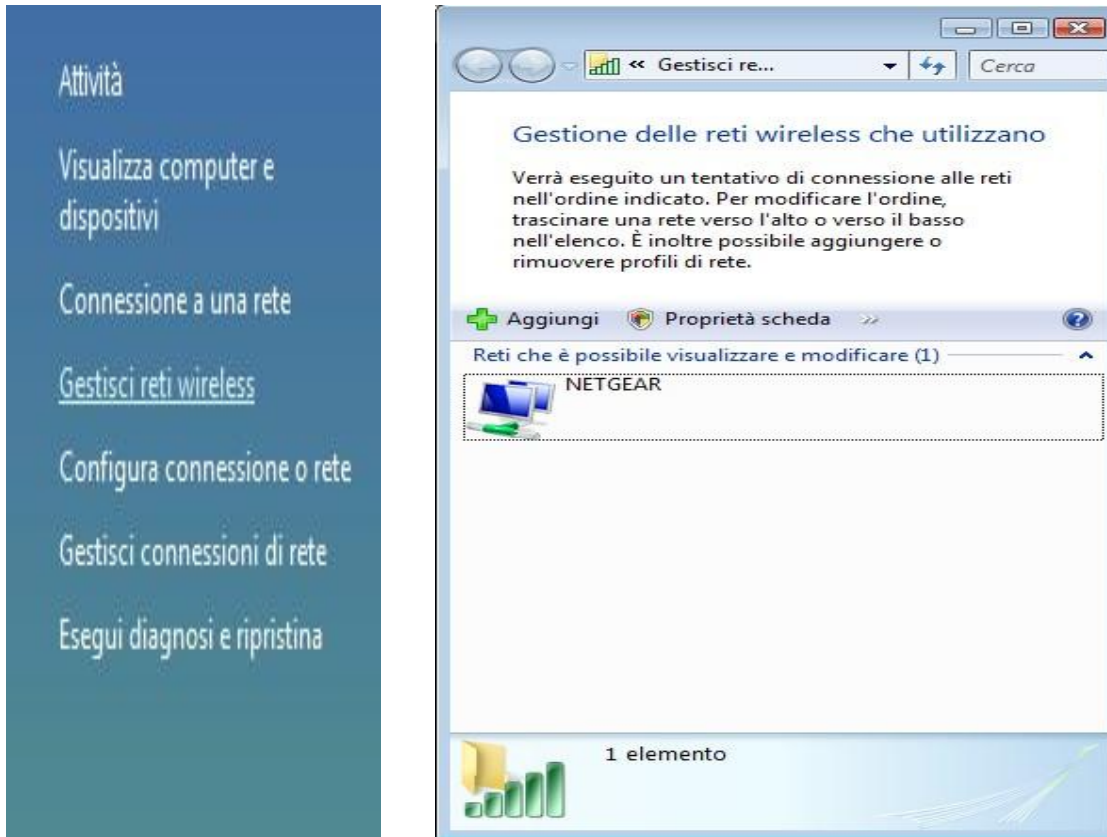 Attività
Visualizza computer e
dispositivi
Connessione a una rete
Gestisci reti wireless
Configura connessione o rete
Gestisci connessioni di rete
Esegui diagnosi e ripristina
« Gestisci re...
Cerca
Gestione delle reti wireless che utilizzano
Verrà eseguito un tentativo di connessione alle reti
nell'ordine indicato. Per modificare l'ordine,
trascinare una rete verso l'alto o verso il basso
nell'elenco. È inoltre possibile aggiungere o
rimuovere profili di rete.
Aggiungi Proprietà scheda »
Reti che è possibile visualizzare e modificare (1)
NETGEAR
1 elemento